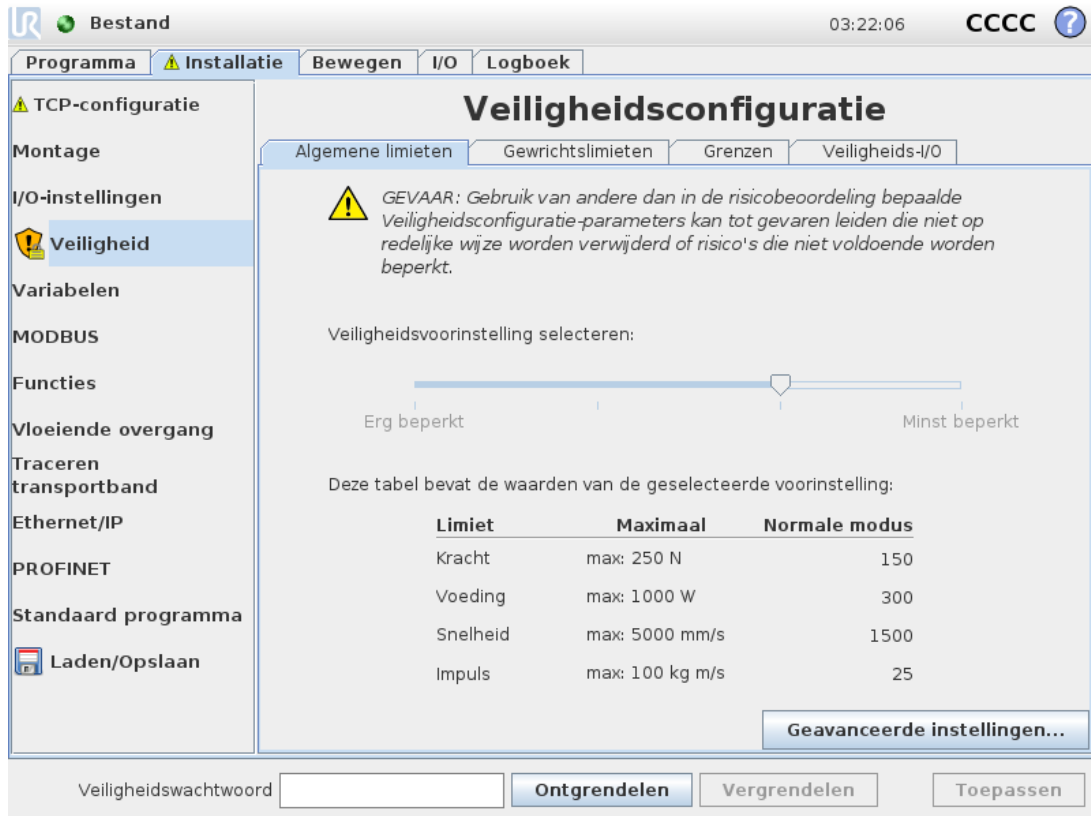 UR Bestand 03:22:06 CCCC ?
Programma Installatie Bewegen I/O Logboek
TCP-configuratie
Montage
I/O-instellingen
Veiligheid
Variabelen
MODBUS
Functies
Vloeiende overgang
Traceren
transportband
Ethernet/IP
PROFINET
Standaard programma
Laden/Opslaan
Veiligheidsconfiguratie
Algemene limieten Gewrichtslimieten Grenzen Veiligheids-I/O
GEVAAR: Gebruik van andere dan in de risicobeoordeling bepaalde
Veiligheidsconfiguratie-parameters kan tot gevaren leiden die niet op
redelijke wijze worden verwijderd of risico's die niet voldoende worden
beperkt.
Veiligheidsvoorinstelling selecteren:
Erg beperkt Minst beperkt
Deze tabel bevat de waarden van de geselecteerde voorinstelling:
Limiet Maximaal Normale modus
Kracht max: 250 N 150
Voeding max: 1000 W 300
Snelheid max: 5000 mm/s 1500
Impuls max: 100 kg m/s 25
Geavanceerde instellingen...
Veiligheidswachtwoord Ontgrendelen Vergrendelen Toepassen